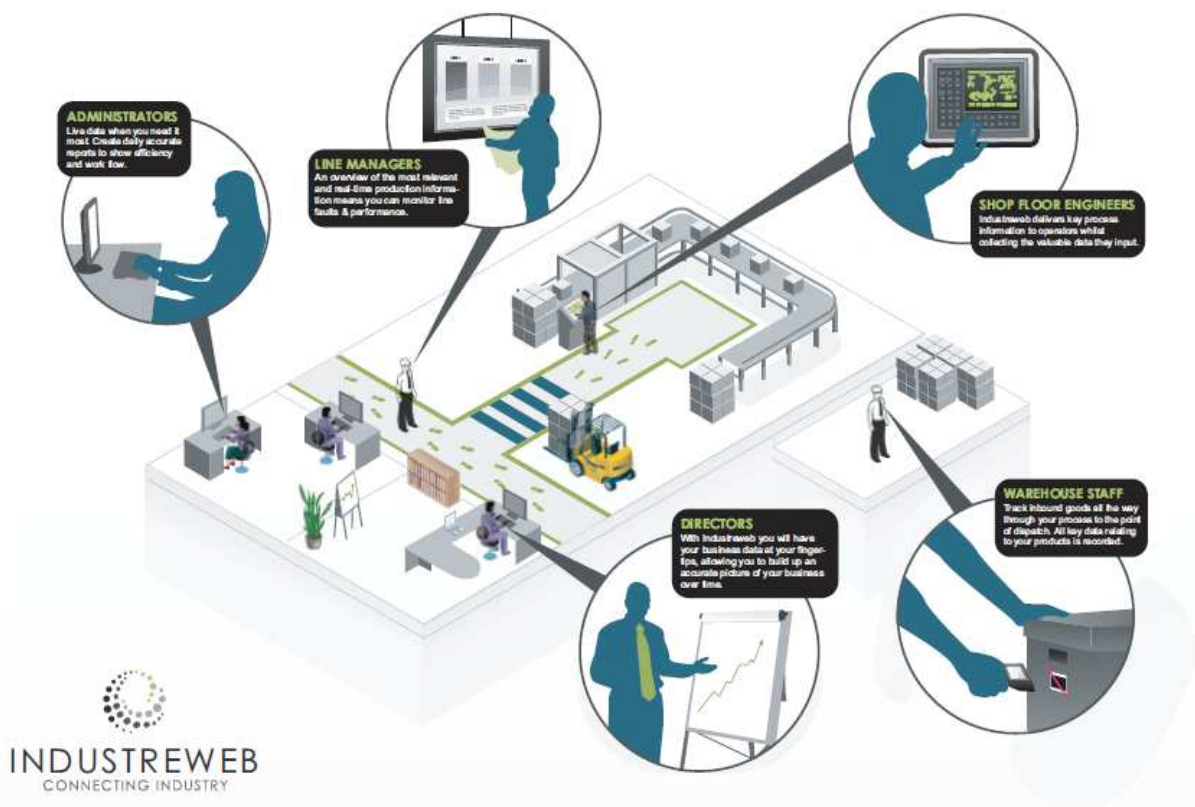 ADMINISTRATORS
Live data when you need it
most. Create daily accurate
reports to show efficiency
and work flow.
LINE MANAGERS
An overview of the most relevant
and real-time production informa-
tion means you can monitor line
faults & performance.
SHOP FLOOR ENGINEERS
Industreweb delivers key process
information to operators whilst
collecting the valuable data they input.
WAREHOUSE STAFF
Track inbound goods all the way
through your process to the point
of dispatch. All key data relating
to your products is recorded.
DIRECTORS
With Industreweb you will have
your business data at your finger-
tips, allowing you to build up an
accurate picture of your business
over time.
INDUSTREWEB
CONNECTING INDUSTRY